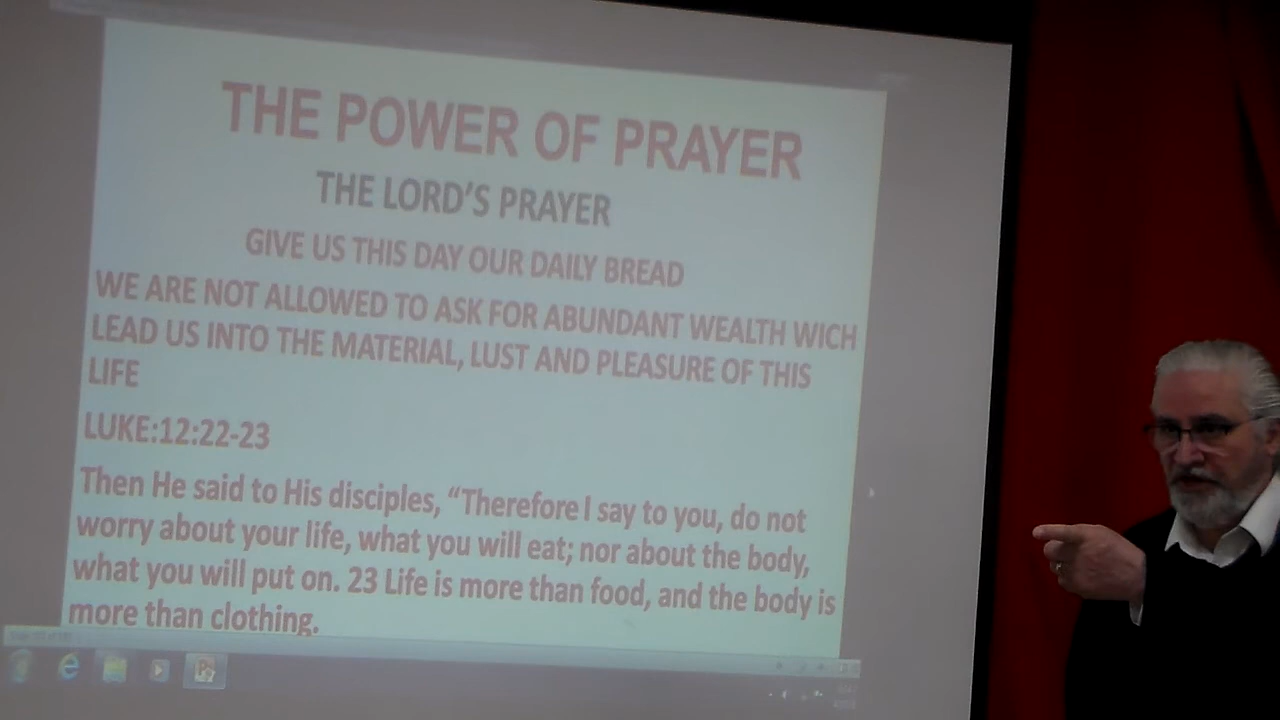 THE POWER OF PRAYER
THE LORD'S PRAYER
GIVE US THIS DAY OUR DAILY BREAD
WE ARE NOT ALLOWED TO ASK FOR ABUNDANT WEALTH WICH
LEAD US INTO THE MATERIAL, LUST AND PLEASURE OF THIS
LIFE
LUKE:12:22-23
Then He said to His disciples, “Therefore I say to you, do not
worry about your life, what you will eat; nor about the body,
what you will put on. 23 Life is more than food, and the body is
more than clothing.